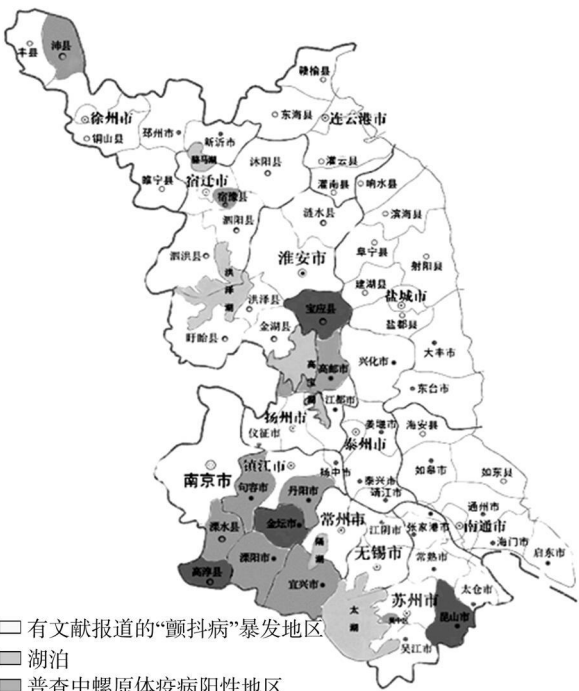 丰县
沛县
赣榆县
徐州市
铜山县
邳州市
新沂市
东海县
连云港市
骆马湖
沭阳县
灌云县
睢宁县
宿迁市
宿豫县
灌南县
响水县
泗阳县
涟水县
滨海县
泗洪县
淮安市
阜宁县
射阳县
洪泽湖
洪泽县
建湖县
盐城市
宝应县
盱眙县
金湖县
盐都县
高宝湖
高邮市
兴化市
大丰市
东台市
江都市
扬州市
仪征市
姜堰市
泰州市
海安县
南京市
镇江市
扬中市
泰兴市
如皋市
如东县
句容市
丹阳市
靖江市
通州市
南通市
溧水县
金坛市
常州市
江阴市
张家港市
海门市
启东市
高淳县
溧阳市
滆湖
无锡市
常熟市
宜兴市
太湖
苏州市
太仓市
昆山市
吴江市
有文献报道的“颤抖病”暴发地区
湖泊
普查中螺原体疫病阳性地区